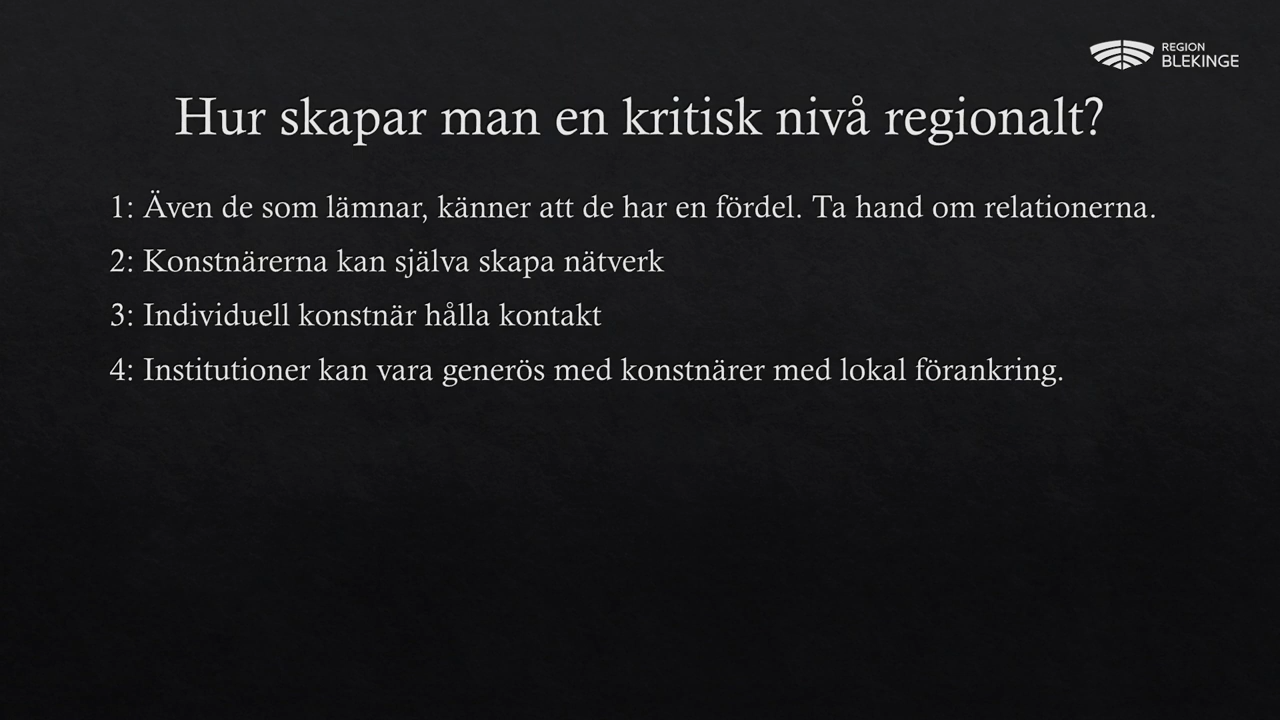 REGION
BLEKINGE
Hur skapar man en kritisk nivå regionalt?
1: Även de som lämnar, känner att de har en fördel. Ta hand om relationerna.
2: Konstnärerna kan själva skapa nätverk
3: Individuell konstnär hålla kontakt
4: Institutioner kan vara generös med konstnärer med lokal förankring.